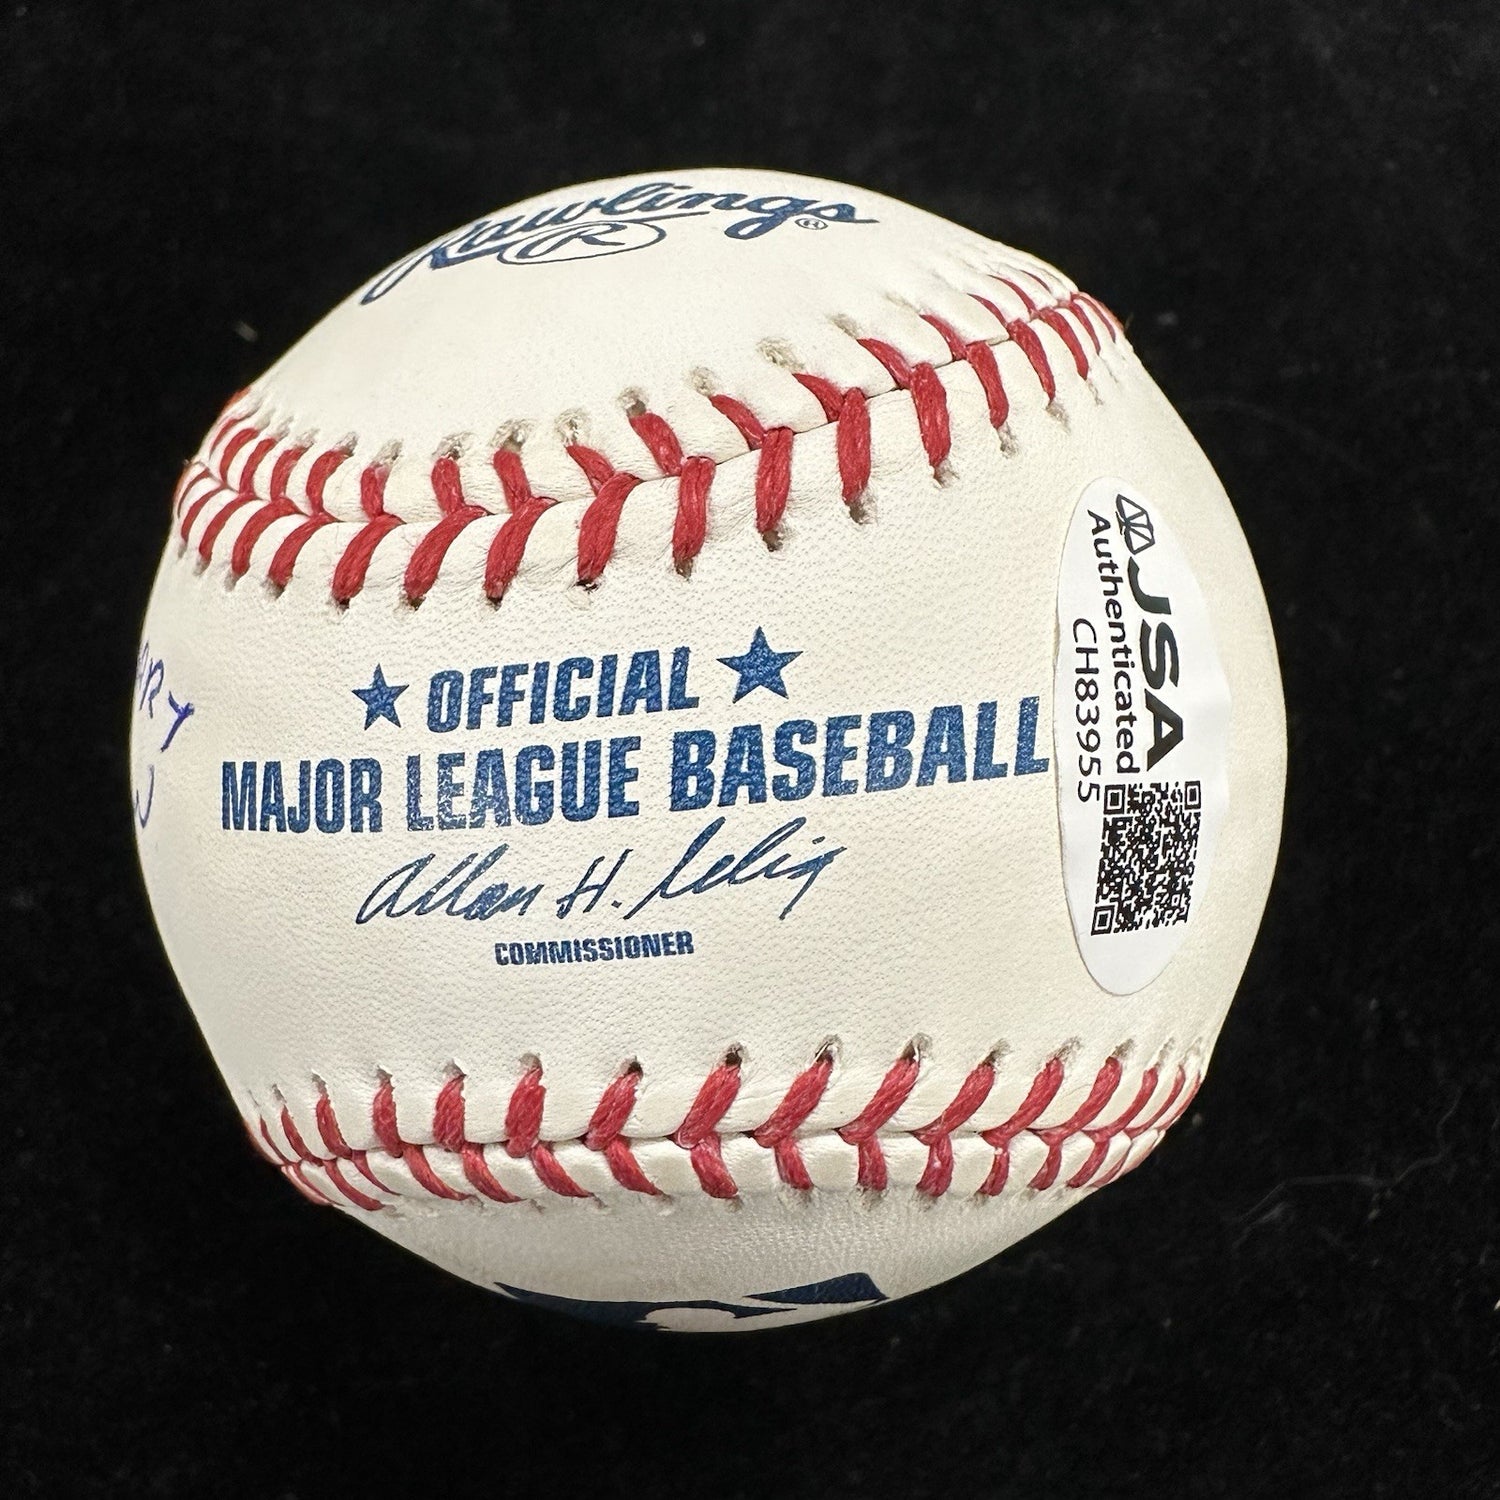 Rawlings®
R
OFFICIAL
MAJOR LEAGUE BASEBALL
Allan H. Selig
COMMISSIONER
JSA
Authenticated
CH83955